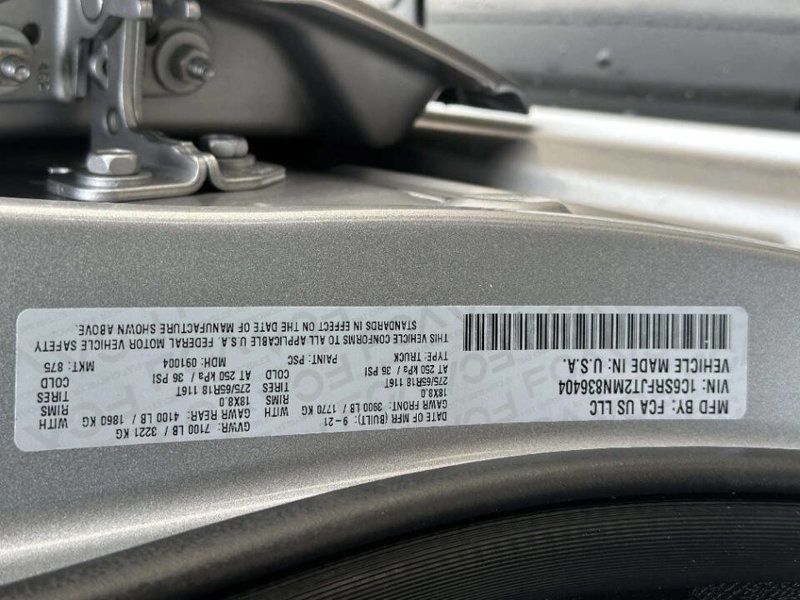 MFD BY: FCA US LLC
VIN: 1C6SRFJT2MN836404
VEHICLE MADE IN: U.S.A.
DATE OF MFR (BUILT): 9-21 GVWR: 7100 LB / 3221 KG
GAWR FRONT: 3900 LB / 1770 KG GAWR REAR: 4100 LB / 1860 KG WITH
18X8.0 18X8.0 RIMS
275/65R18 116T TIRES 275/65R18 116T TIRES
AT 250 kPa / 36 PSI COLD AT 250 kPa / 36 PSI COLD
TYPE: TRUCK PAINT: PSC MDH: 091004 MKT: 975
THIS VEHICLE CONFORMS TO ALL APPLICABLE U.S.A. FEDERAL MOTOR VEHICLE SAFETY
STANDARDS IN EFFECT ON THE DATE OF MANUFACTURE SHOWN ABOVE.